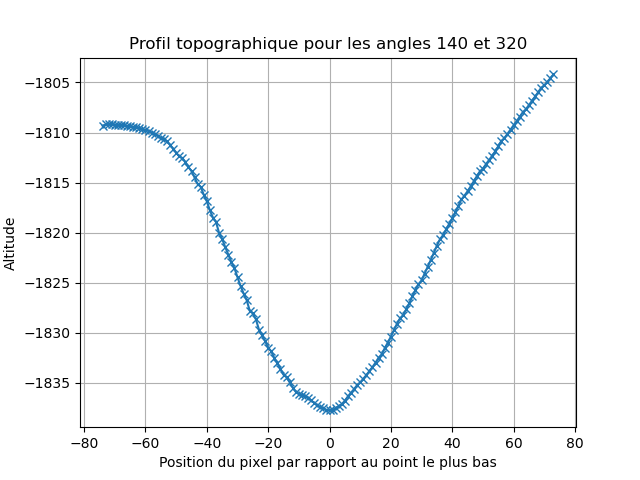 Profil topographique pour les angles 140 et 320
−1805
−1810
−1815
−1820
−1825
−1830
−1835
Altitude
−80 −60 −40 −20 0 20 40 60 80
Position du pixel par rapport au point le plus bas